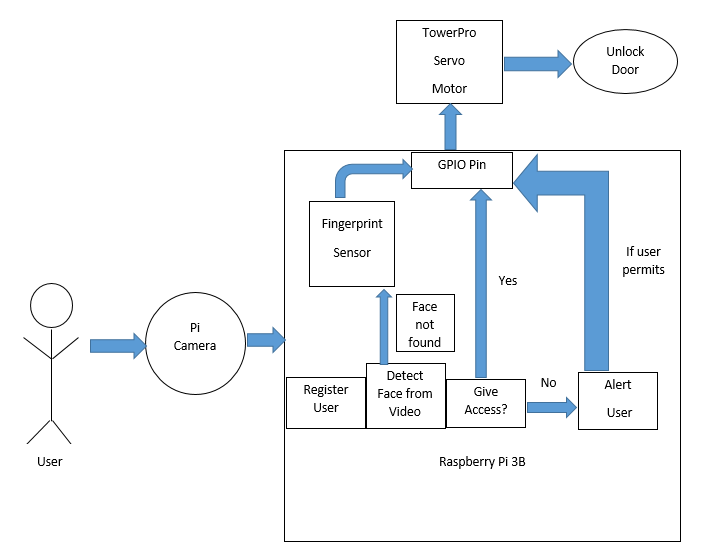 TowerPro
Servo
Motor
Unlock
Door
GPIO Pin
Fingerprint
Sensor
If user
permits
Yes
Face
not
found
Pi
Camera
Register
User
Detect
Face from
Video
Give
Access?
No
Alert
User
User
Raspberry Pi 3B